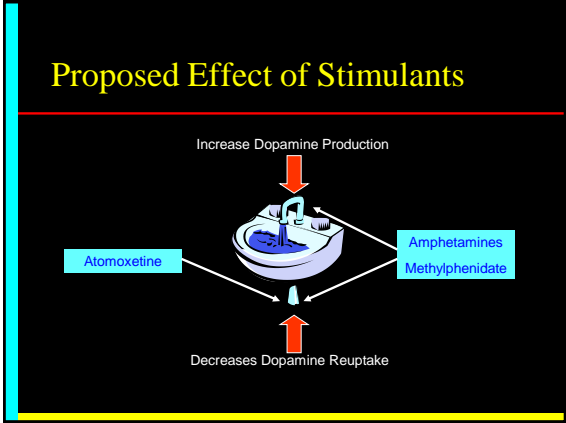 Proposed Effect of Stimulants
Increase Dopamine Production
Amphetamines
Methylphenidate
Atomoxetine
Decreases Dopamine Reuptake